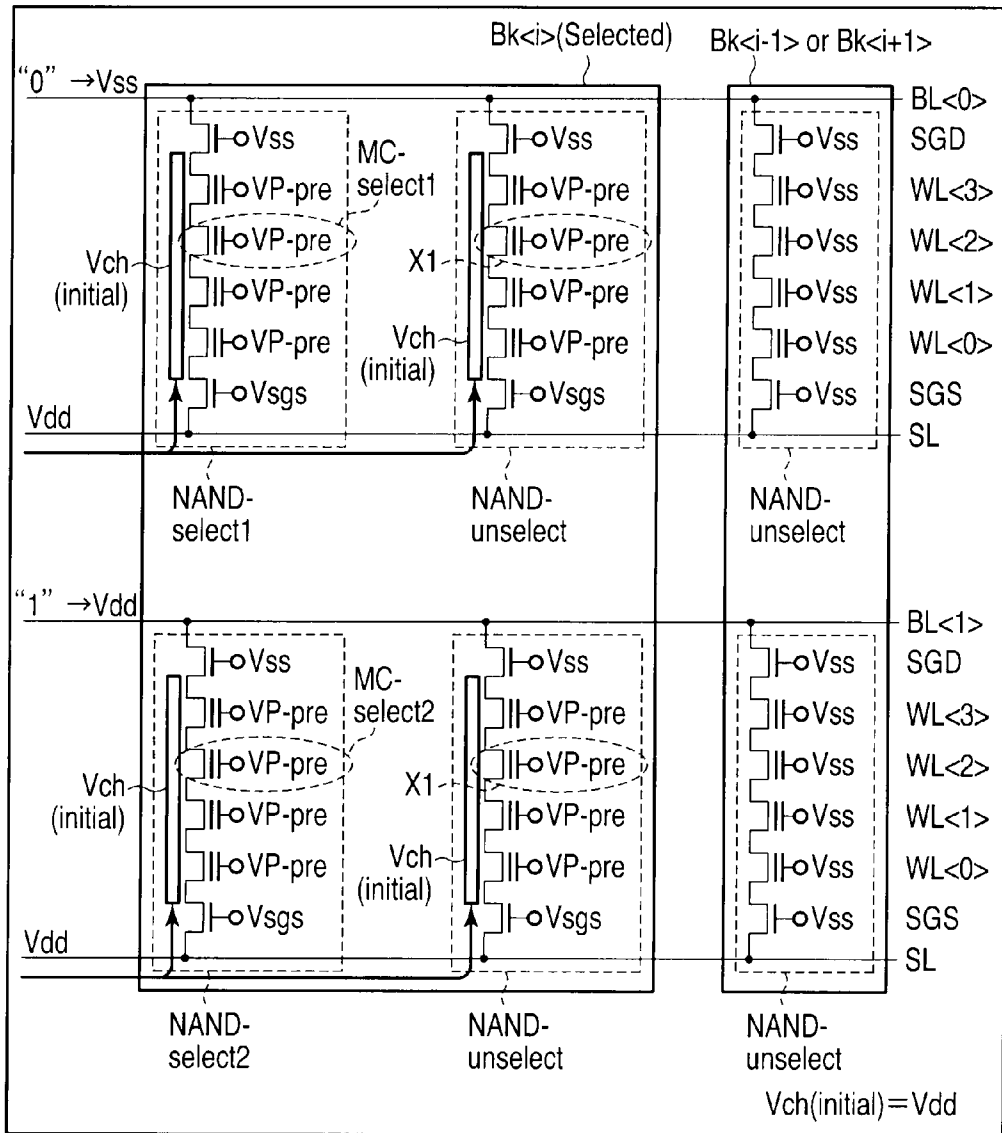 Bk<i>(Selected)
Bk<i-1> or Bk<i+1>
“0” →Vss
BL<0>
Vss
Vss
Vss
SGD
MC-
select1
VP-pre
VP-pre
Vss
WL<3>
VP-pre
VP-pre
Vss
WL<2>
Vch
(initial)
X1
VP-pre
VP-pre
Vss
WL<1>
Vch
(initial)
VP-pre
VP-pre
Vss
WL<0>
Vsgs
Vsgs
Vss
SGS
Vdd
SL
NAND-
select1
NAND-
unselect
NAND-
unselect
“1” →Vdd
BL<1>
Vss
Vss
Vss
SGD
MC-
select2
VP-pre
VP-pre
Vss
WL<3>
VP-pre
VP-pre
Vss
WL<2>
Vch
(initial)
X1
VP-pre
VP-pre
Vss
WL<1>
Vch
(initial)
VP-pre
VP-pre
Vss
WL<0>
Vsgs
Vsgs
Vss
SGS
Vdd
SL
NAND-
select2
NAND-
unselect
NAND-
unselect
Vch(initial)=Vdd